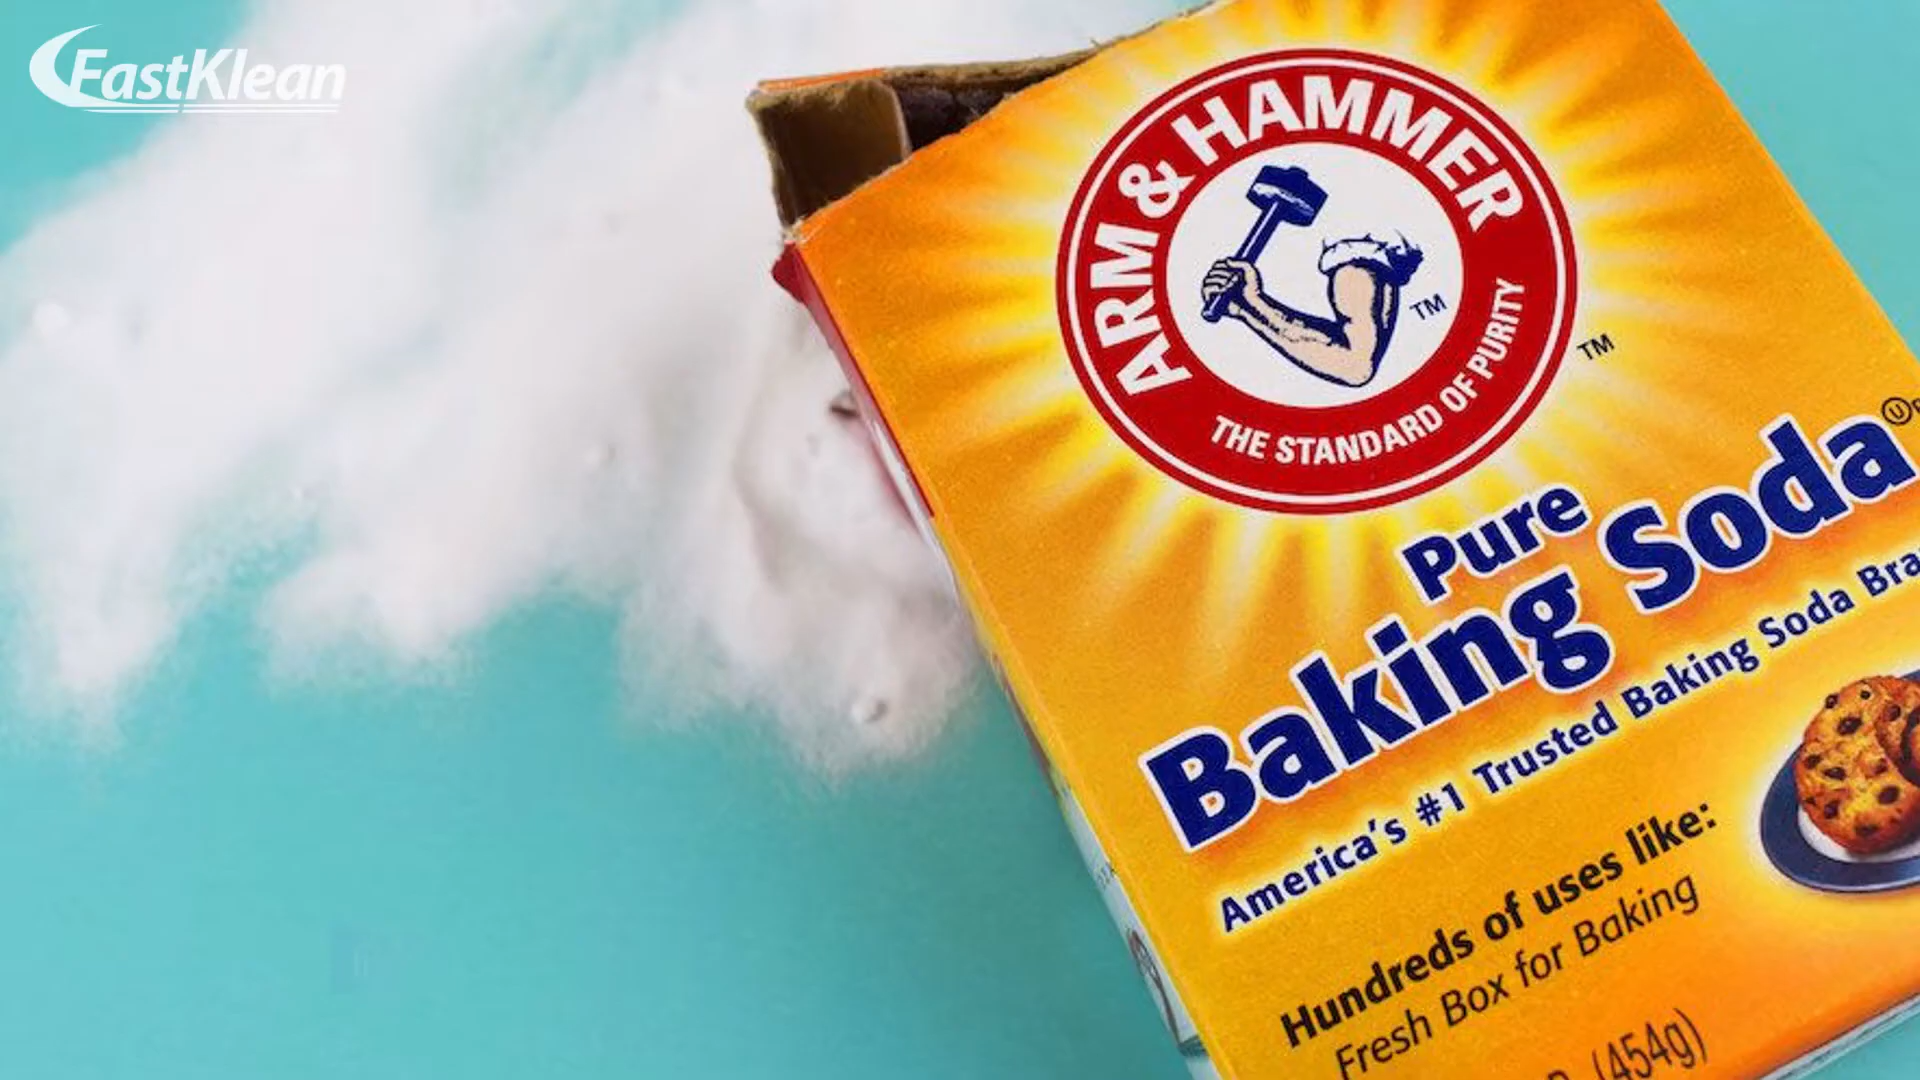 FastKlean
ARM & HAMMER
TM
THE STANDARD OF PURITY
TM
Pure
Baking Soda
America's #1 Trusted Baking Soda
Hundreds of uses like:
Fresh Box for Baking
(454g)